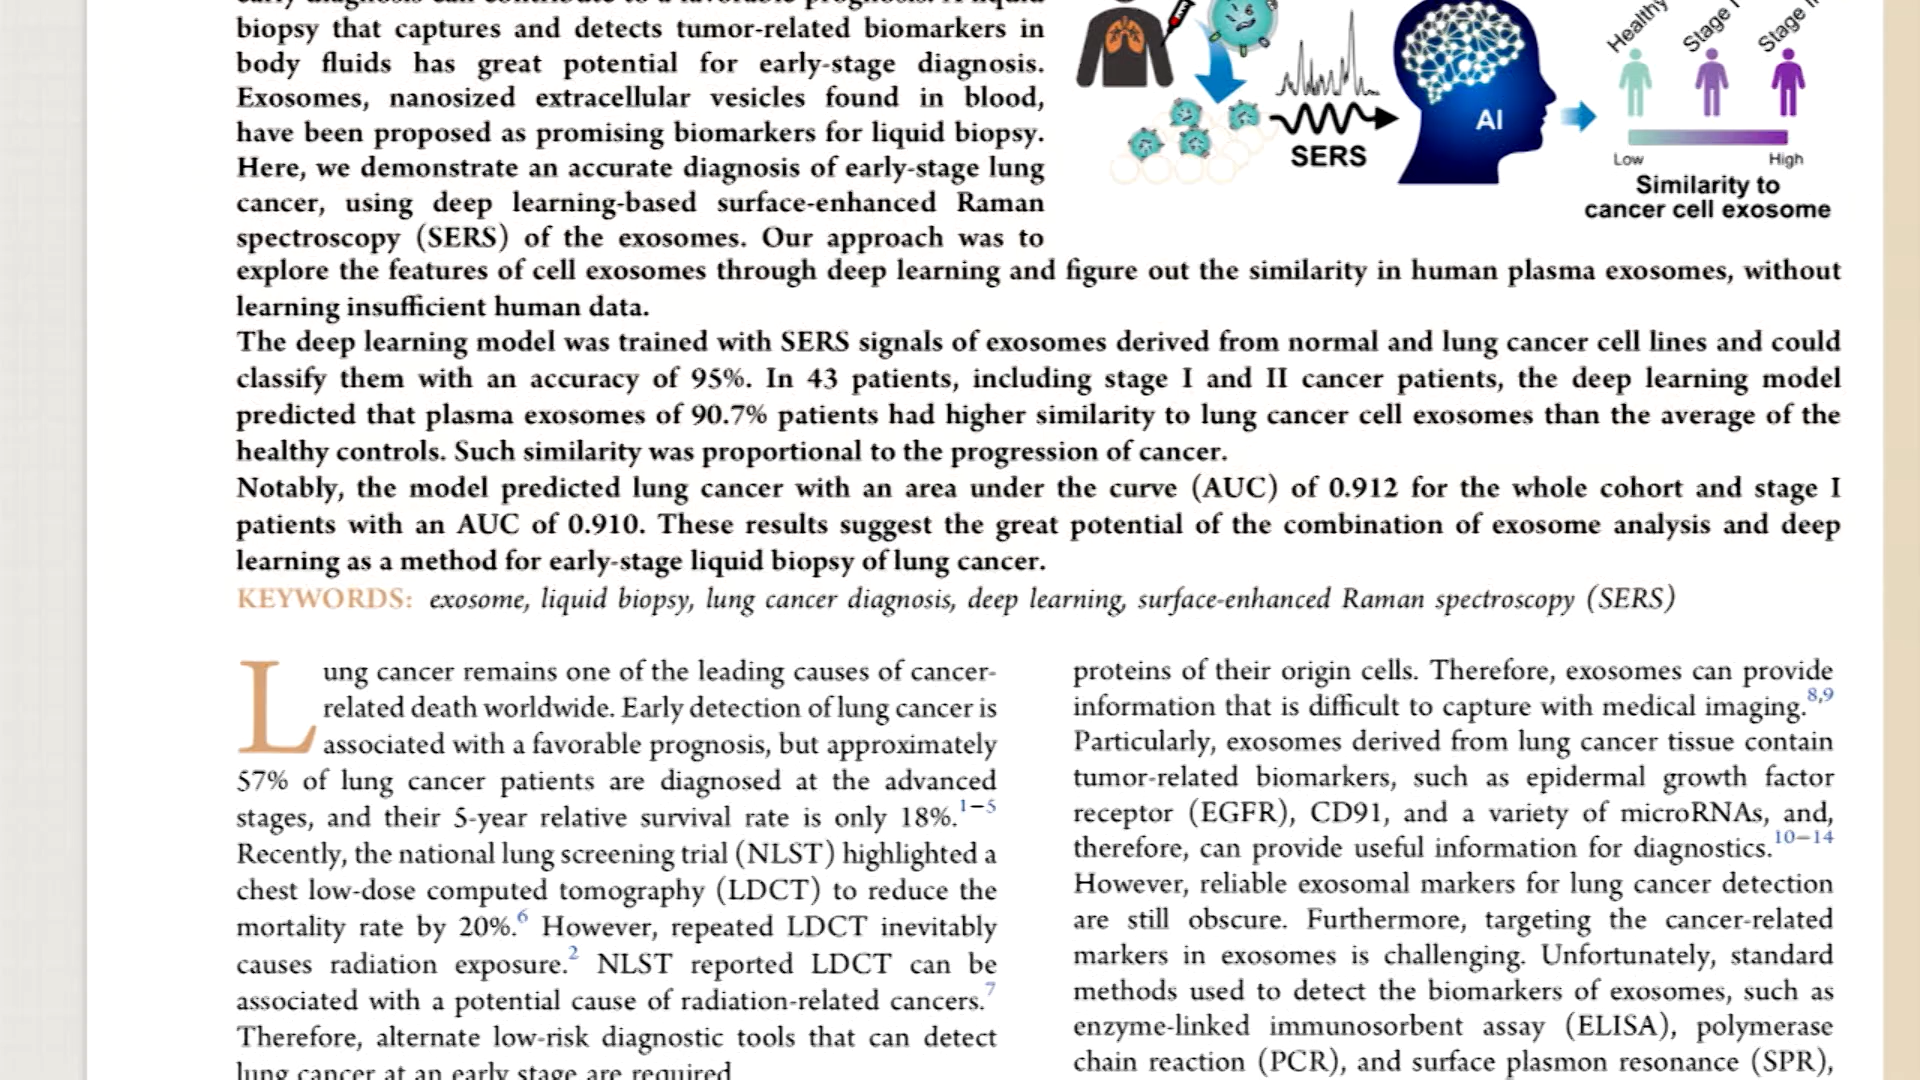 biopsy that captures and detects tumor-related biomarkers in
body fluids has great potential for early-stage diagnosis.
Exosomes, nanosized extracellular vesicles found in blood,
have been proposed as promising biomarkers for liquid biopsy.
Here, we demonstrate an accurate diagnosis of early-stage lung
cancer, using deep learning-based surface-enhanced Raman
spectroscopy (SERS) of the exosomes. Our approach was to
explore the features of cell exosomes through deep learning and figure out the similarity in human plasma exosomes, without
learning insufficient human data.
The deep learning model was trained with SERS signals of exosomes derived from normal and lung cancer cell lines and could
classify them with an accuracy of 95%. In 43 patients, including stage I and II cancer patients, the deep learning model
predicted that plasma exosomes of 90.7% patients had higher similarity to lung cancer cell exosomes than the average of the
healthy controls. Such similarity was proportional to the progression of cancer.
Notably, the model predicted lung cancer with an area under the curve (AUC) of 0.912 for the whole cohort and stage I
patients with an AUC of 0.910. These results suggest the great potential of the combination of exosome analysis and deep
learning as a method for early-stage liquid biopsy of lung cancer.
SERS
AI
Healthy
Stage I
Stage II
Low
High
Similarity to
cancer cell exosome
KEYWORDS: exosome, liquid biopsy, lung cancer diagnosis, deep learning, surface-enhanced Raman spectroscopy (SERS)
Lung cancer remains one of the leading causes of cancer-
related death worldwide. Early detection of lung cancer is
associated with a favorable prognosis, but approximately
57% of lung cancer patients are diagnosed at the advanced
stages, and their 5-year relative survival rate is only 18%.1−5
Recently, the national lung screening trial (NLST) highlighted a
chest low-dose computed tomography (LDCT) to reduce the
mortality rate by 20%.6 However, repeated LDCT inevitably
causes radiation exposure.2 NLST reported LDCT can be
associated with a potential cause of radiation-related cancers.7
Therefore, alternate low-risk diagnostic tools that can detect
lung cancer at an early stage are required
proteins of their origin cells. Therefore, exosomes can provide
information that is difficult to capture with medical imaging.8,9
Particularly, exosomes derived from lung cancer tissue contain
tumor-related biomarkers, such as epidermal growth factor
receptor (EGFR), CD91, and a variety of microRNAs, and,
therefore, can provide useful information for diagnostics.10−14
However, reliable exosomal markers for lung cancer detection
are still obscure. Furthermore, targeting the cancer-related
markers in exosomes is challenging. Unfortunately, standard
methods used to detect the biomarkers of exosomes, such as
enzyme-linked immunosorbent assay (ELISA), polymerase
chain reaction (PCR), and surface plasmon resonance (SPR),